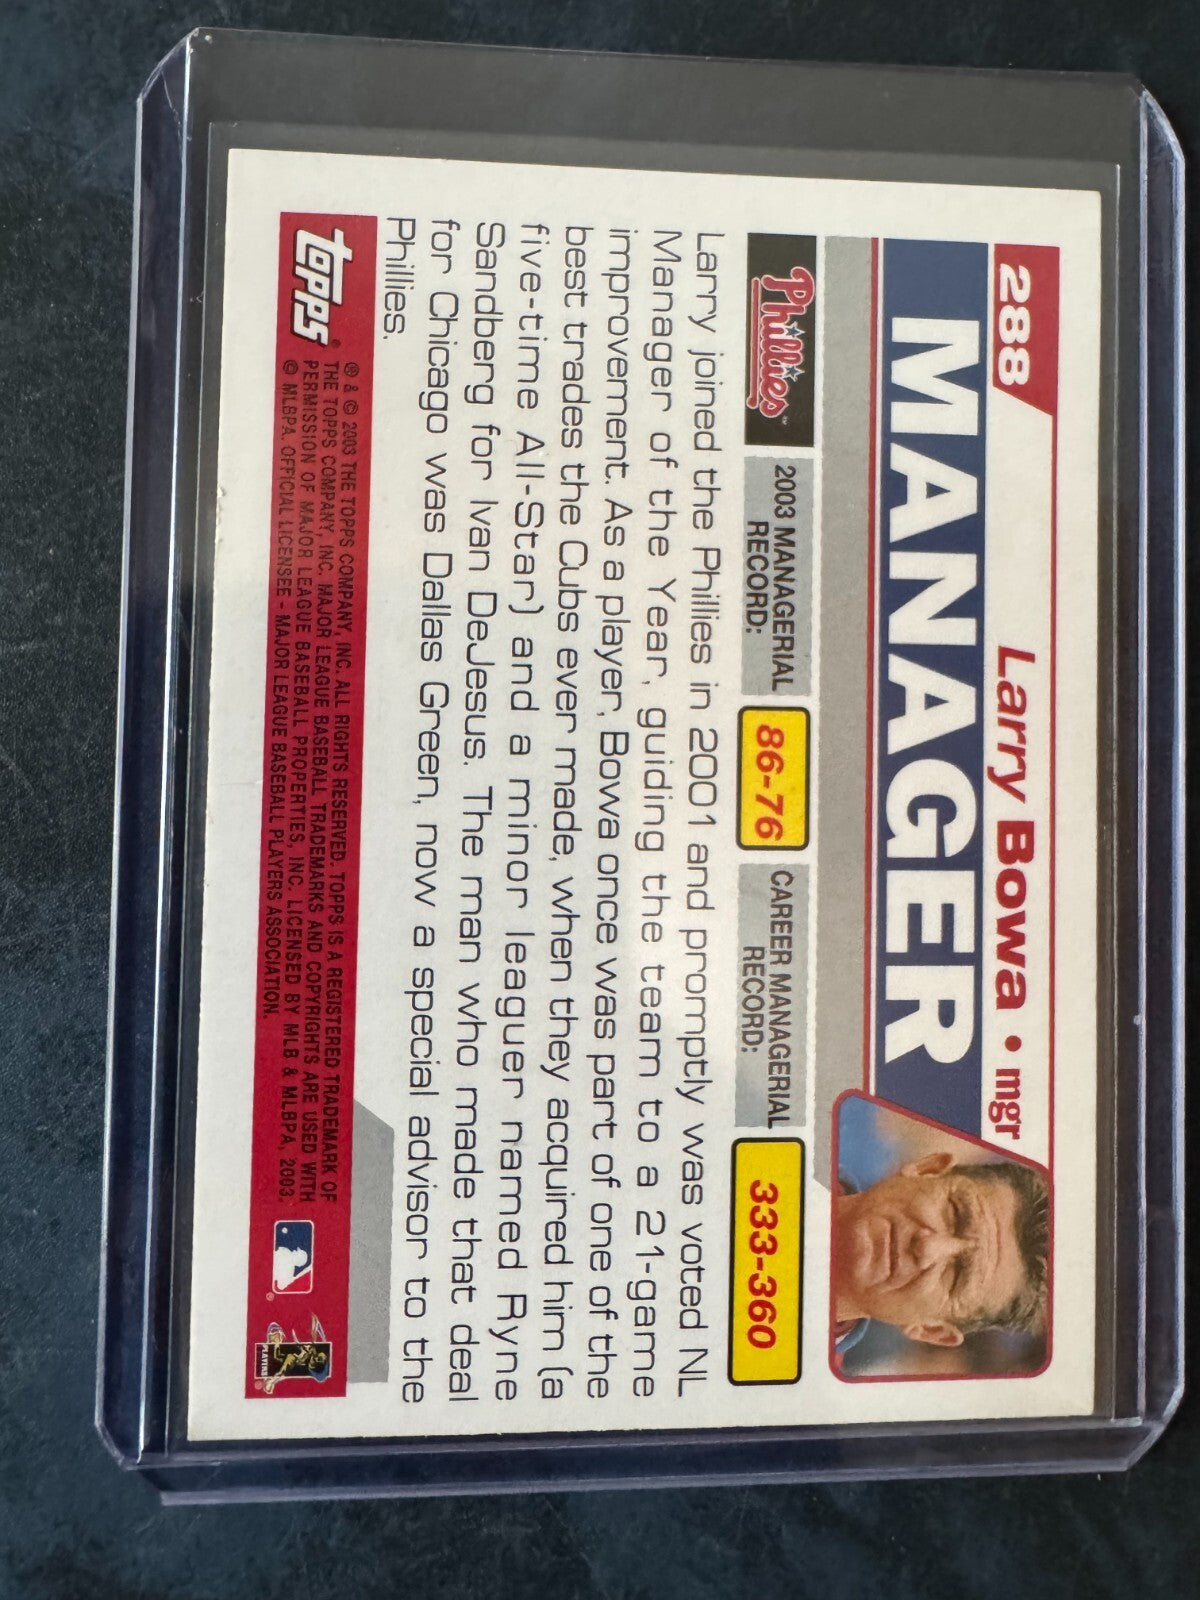 288
Larry Bowa • mgr
MANAGER
Phillies
2003 MANAGERIAL
RECORD:
86-76
CAREER MANAGERIAL
RECORD:
333-360
Larry joined the Phillies in 2001 and promptly was voted NL
Manager of the Year, guiding the team to a 21-game
improvement. As a player, Bowa once was part of one of the
best trades the Cubs ever made, when they acquired him (a
five-time All-Star) and a minor leaguer named Ryne
Sandberg for Ivan DeJesus. The man who made that deal
for Chicago was Dallas Green, now a special advisor to the
Phillies.
topps®
® & © 2003 THE TOPPS COMPANY, INC. ALL RIGHTS RESERVED. TOPPS IS A REGISTERED TRADEMARK OF
THE TOPPS COMPANY, INC. MAJOR LEAGUE BASEBALL TRADEMARKS AND COPYRIGHTS ARE USED WITH
PERMISSION OF MAJOR LEAGUE BASEBALL PROPERTIES, INC. LICENSED BY MLB & MLBPA, 2003.
© MLBPA. OFFICIAL LICENSEE - MAJOR LEAGUE BASEBALL PLAYERS ASSOCIATION.
PLAYERS